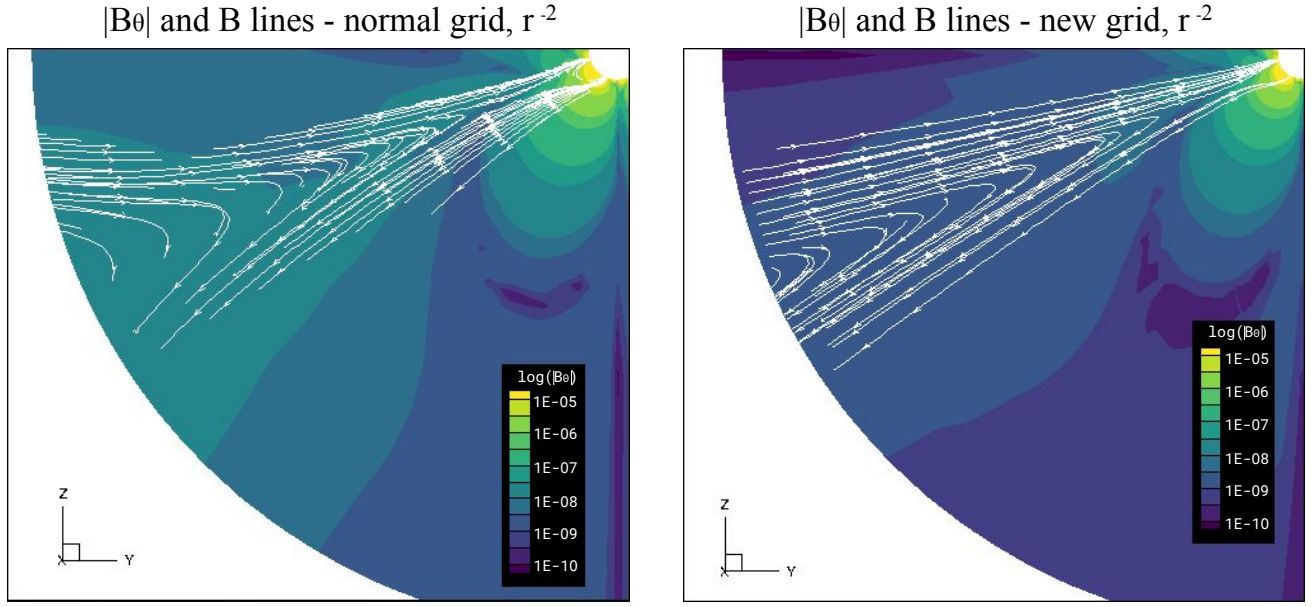 |Bθ| and B lines - normal grid, r⁻²
|Bθ| and B lines - new grid, r⁻²
log(|Bθ|)
1E-05
1E-06
1E-07
1E-08
1E-09
1E-10
Z
X
Y
log(|Bθ|)
1E-05
1E-06
1E-07
1E-08
1E-09
1E-10
Z
X
Y